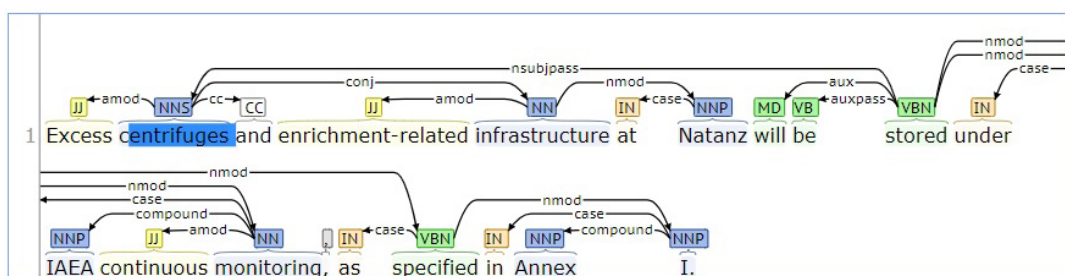 nmod
nmod
nsubjpass case
conj nmod aux
JJ amod NNS cc CC JJ amod NN IN case NNP MD VB auxpass VBN IN
1 Excess centrifuges and enrichment-related infrastructure at Natanz will be stored under
nmod
nmod nmod
case case
compound
NNP JJ amod NN , IN case VBN IN NNP compound NNP
IAEA continuous monitoring, as specified in Annex I.